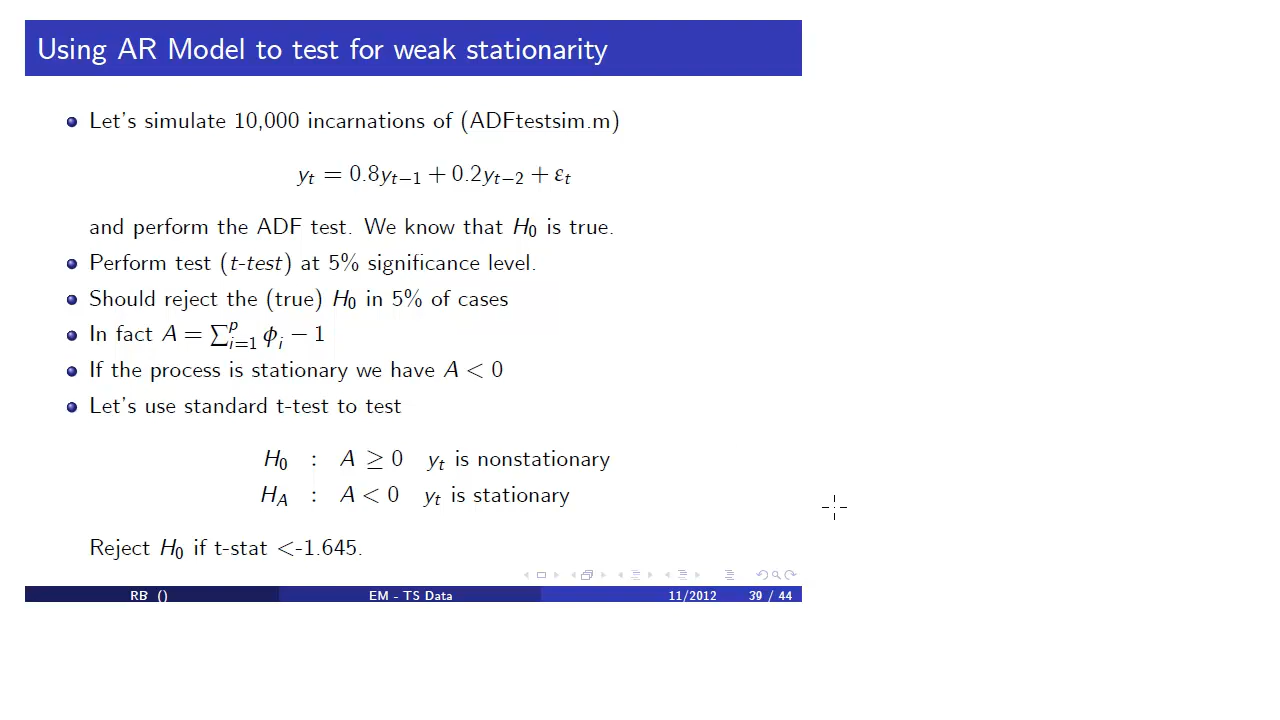 Using AR Model to test for weak stationarity
Let's simulate 10,000 incarnations of (ADFtestsim.m)
yₜ = 0.8yₜ₋₁ + 0.2yₜ₋₂ + εₜ
and perform the ADF test. We know that H₀ is true.
Perform test (t-test) at 5% significance level.
Should reject the (true) H₀ in 5% of cases
In fact A = ∑ᵢ₌₁ᵖ ϕᵢ − 1
If the process is stationary we have A < 0
Let's use standard t-test to test
H₀ : A ≥ 0 yₜ is nonstationary
H_A : A < 0 yₜ is stationary
Reject H₀ if t-stat <-1.645.
RB () EM - TS Data 11/2012 39 / 44